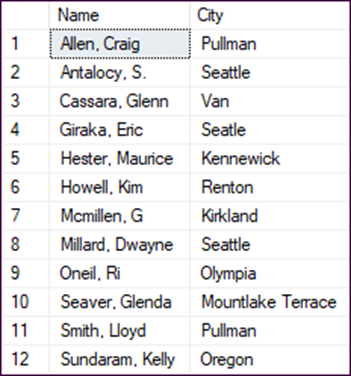 Name City
1 Allen, Craig Pullman
2 Antalocy, S. Seattle
3 Cassara, Glenn Van
4 Giraka, Eric Seatle
5 Hester, Maurice Kennewick
6 Howell, Kim Renton
7 Mcmillen, G Kirkland
8 Millard, Dwayne Seattle
9 Oneil, Ri Olympia
10 Seaver, Glenda Mountlake Terrace
11 Smith, Lloyd Pullman
12 Sundaram, Kelly Oregon